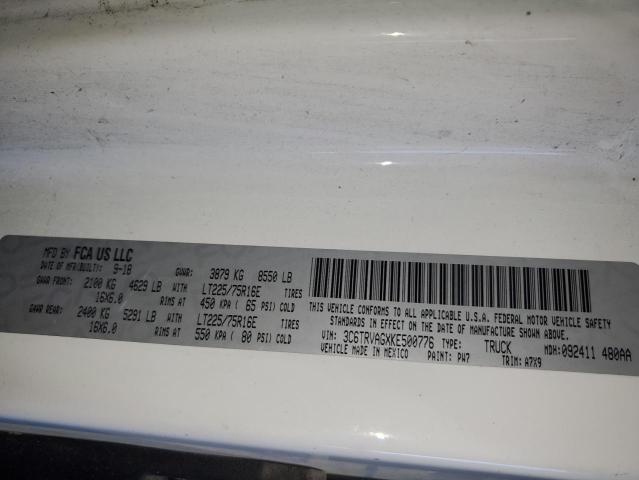 MFD BY FCA US LLC
DATE OF MFR(BUILT): 9-18 GVWR: 3879 KG 8550 LB
GAWR FRONT: 2100 KG 4629 LB WITH LT225/75R16E TIRES
16X6.0 RIMS AT 450 KPA ( 65 PSI) COLD
GAWR REAR: 2400 KG 5291 LB WITH LT225/75R16E TIRES
16X6.0 RIMS AT 550 KPA ( 80 PSI) COLD
THIS VEHICLE CONFORMS TO ALL APPLICABLE U.S.A. FEDERAL MOTOR VEHICLE SAFETY
STANDARDS IN EFFECT ON THE DATE OF MANUFACTURE SHOWN ABOVE.
VIN: 3C6TRVAGXKE500776 TYPE: TRUCK MDH: 092411 480AA
VEHICLE MADE IN MEXICO PAINT: PW7 TRIM: A7X9